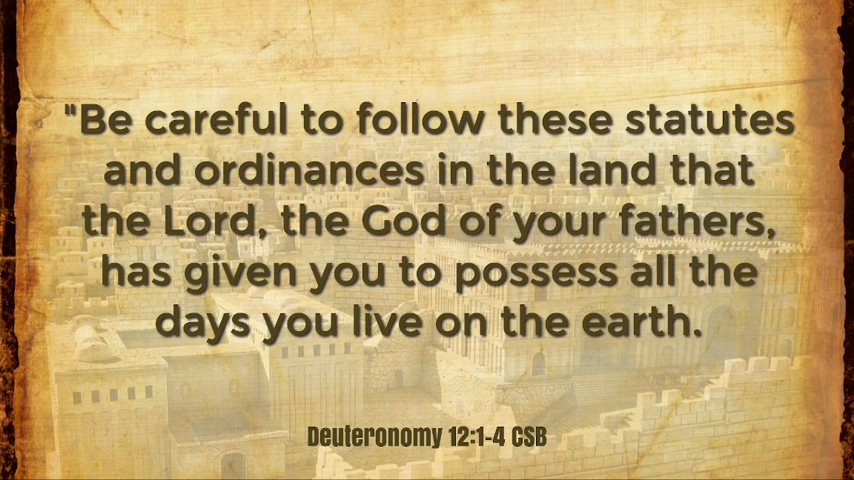 "Be careful to follow these statutes
and ordinances in the land that
the Lord, the God of your fathers,
has given you to possess all the
days you live on the earth.
Deuteronomy 12:1-4 CSB